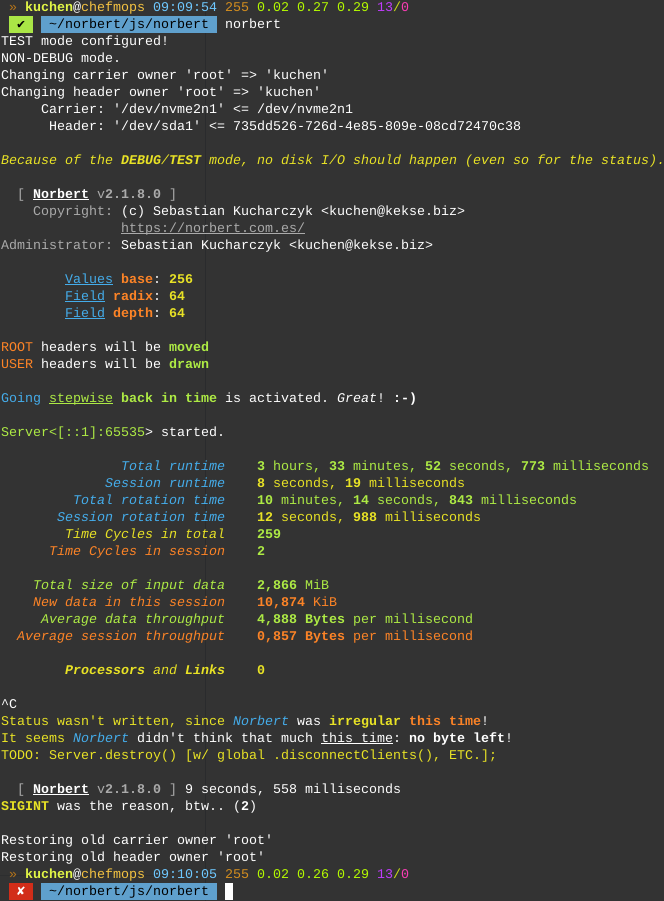 » kuchen@chefmops 09:09:54 255 0.02 0.27 0.29 13/0
✔ ~/norbert/js/norbert norbert
TEST mode configured!
NON-DEBUG mode.
Changing carrier owner 'root' => 'kuchen'
Changing header owner 'root' => 'kuchen'
Carrier: '/dev/nvme2n1' <= /dev/nvme2n1
Header: '/dev/sda1' <= 735dd526-726d-4e85-809e-08cd72470c38
Because of the DEBUG/TEST mode, no disk I/O should happen (even so for the status).
[ Norbert v2.1.8.0 ]
Copyright: (c) Sebastian Kucharczyk <kuchen@kekse.biz>
https://norbert.com.es/
Administrator: Sebastian Kucharczyk <kuchen@kekse.biz>
Values base: 256
Field radix: 64
Field depth: 64
ROOT headers will be moved
USER headers will be drawn
Going stepwise back in time is activated. Great! :-)
Server<[::1]:65535> started.
Total runtime 3 hours, 33 minutes, 52 seconds, 773 milliseconds
Session runtime 8 seconds, 19 milliseconds
Total rotation time 10 minutes, 14 seconds, 843 milliseconds
Session rotation time 12 seconds, 988 milliseconds
Time Cycles in total 259
Time Cycles in session 2
Total size of input data 2,866 MiB
New data in this session 10,874 KiB
Average data throughput 4,888 Bytes per millisecond
Average session throughput 0,857 Bytes per millisecond
Processors and Links 0
^C
Status wasn't written, since Norbert was irregular this time!
It seems Norbert didn't think that much this time: no byte left!
TODO: Server.destroy() [w/ global .disconnectClients(), ETC.];
[ Norbert v2.1.8.0 ] 9 seconds, 558 milliseconds
SIGINT was the reason, btw.. (2)
Restoring old carrier owner 'root'
Restoring old header owner 'root'
» kuchen@chefmops 09:10:05 255 0.02 0.26 0.29 13/0
✘ ~/norbert/js/norbert